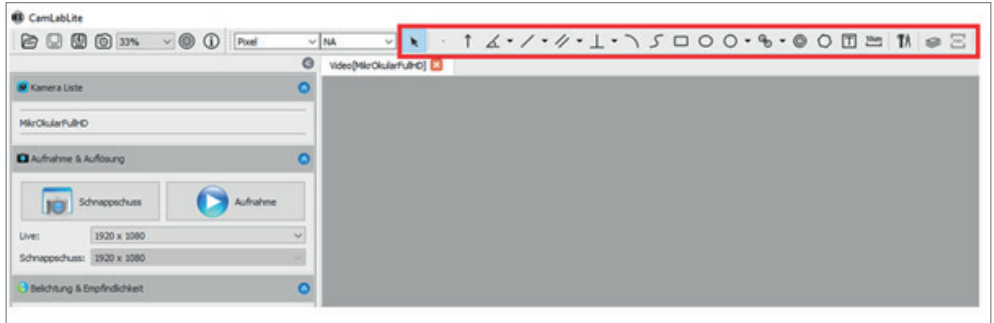 CamLabLite
33% Pixel NA
Video[MikrOkularFullHD]
Kamera Liste
MikrOkularFullHD
Aufnahme & Auflösung
Schnappschuss Aufnahme
Live: 1920 x 1080
Schnappschuss: 1920 x 1080
Belichtung & Empfindlichkeit